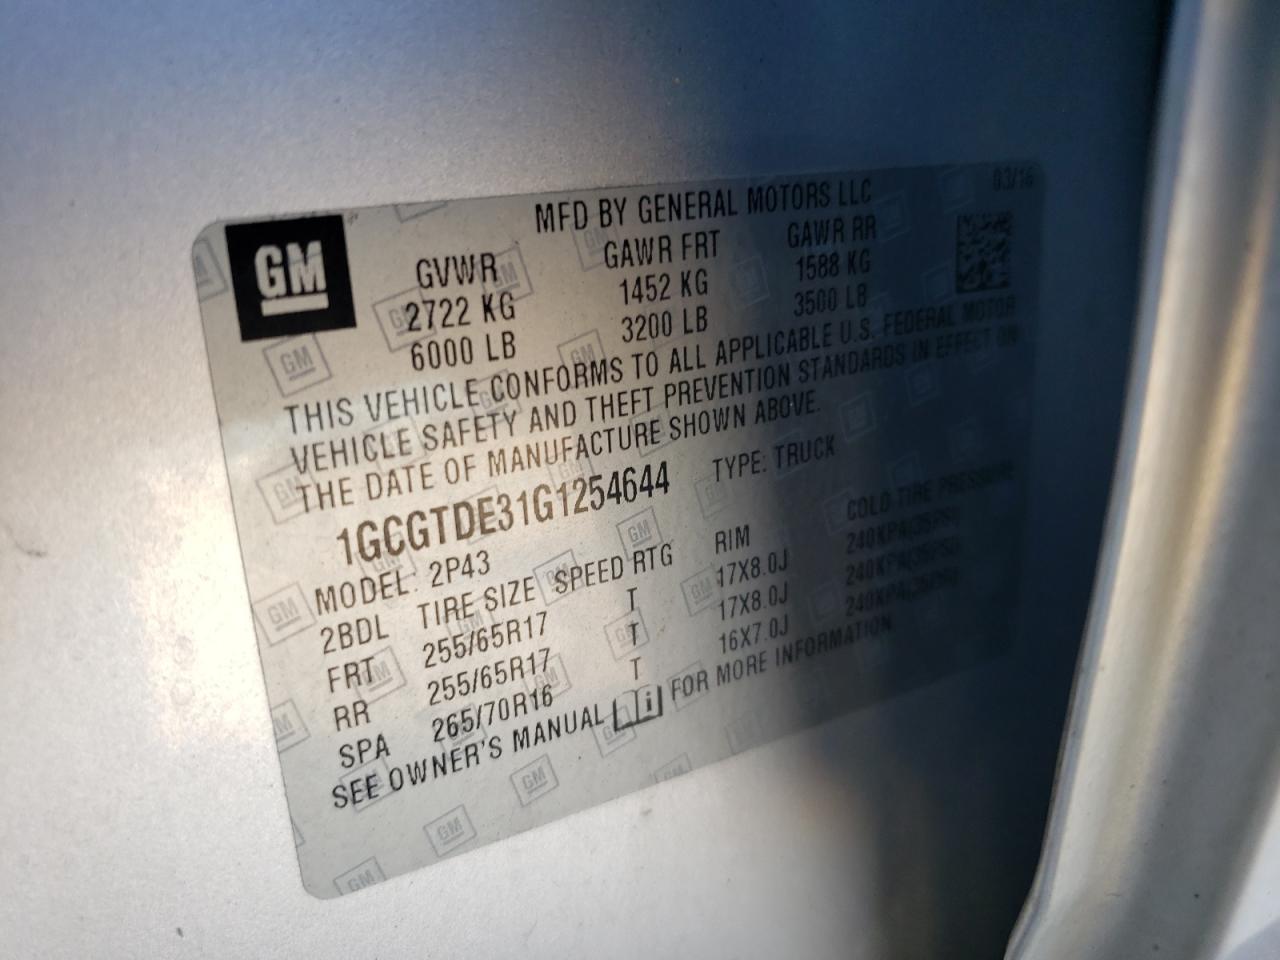 MFD BY GENERAL MOTORS LLC 03/16
GM
GVWR GAWR FRT GAWR RR
2722 KG 1452 KG 1588 KG
6000 LB 3200 LB 3500 LB
THIS VEHICLE CONFORMS TO ALL APPLICABLE U.S. FEDERAL MOTOR
VEHICLE SAFETY AND THEFT PREVENTION STANDARDS IN EFFECT ON
THE DATE OF MANUFACTURE SHOWN ABOVE.
1GCGTDE31G1254644 TYPE: TRUCK
MODEL: 2P43
2BDL TIRE SIZE SPEED RTG RIM COLD TIRE PRESSURE
FRT 255/65R17 T 17X8.0J 240KPA(35PSI)
RR 255/65R17 T 17X8.0J 240KPA(35PSI)
SPA 265/70R16 T 16X7.0J 240KPA(35PSI)
SEE OWNER'S MANUAL FOR MORE INFORMATION